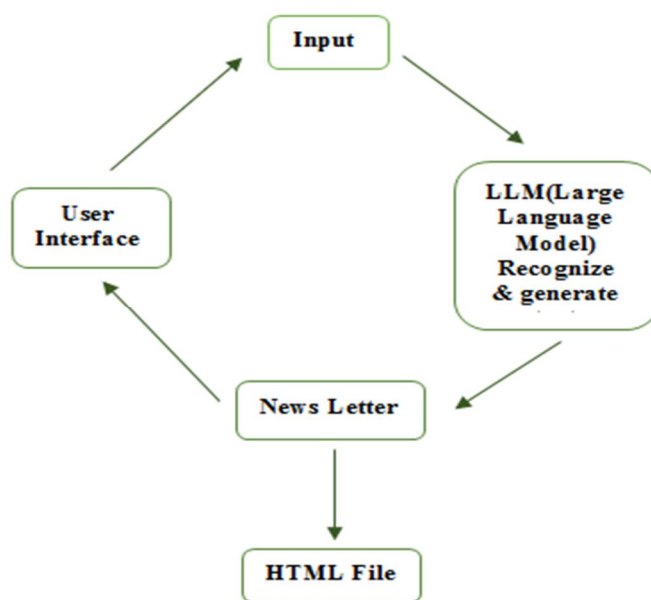 Input
LLM(Large
Language
Model)
Recognize
& generate
User
Interface
News Letter
HTML File